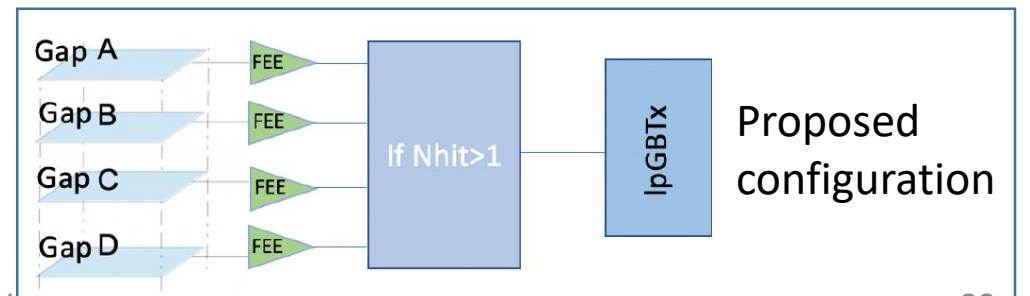 Gap A
FEE
Gap B
FEE
Gap C
FEE
Gap D
FEE
If Nhit>1
lpGBTx
Proposed
configuration